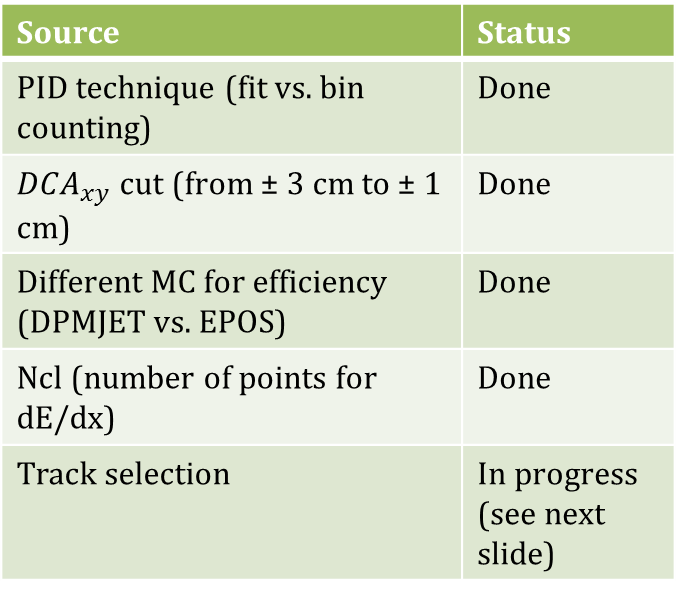 Source Status
PID technique (fit vs. bin Done
counting)
DCAxy cut (from ± 3 cm to ± 1 Done
cm)
Different MC for efficiency Done
(DPMJET vs. EPOS)
Ncl (number of points for Done
dE/dx)
Track selection In progress
(see next
slide)